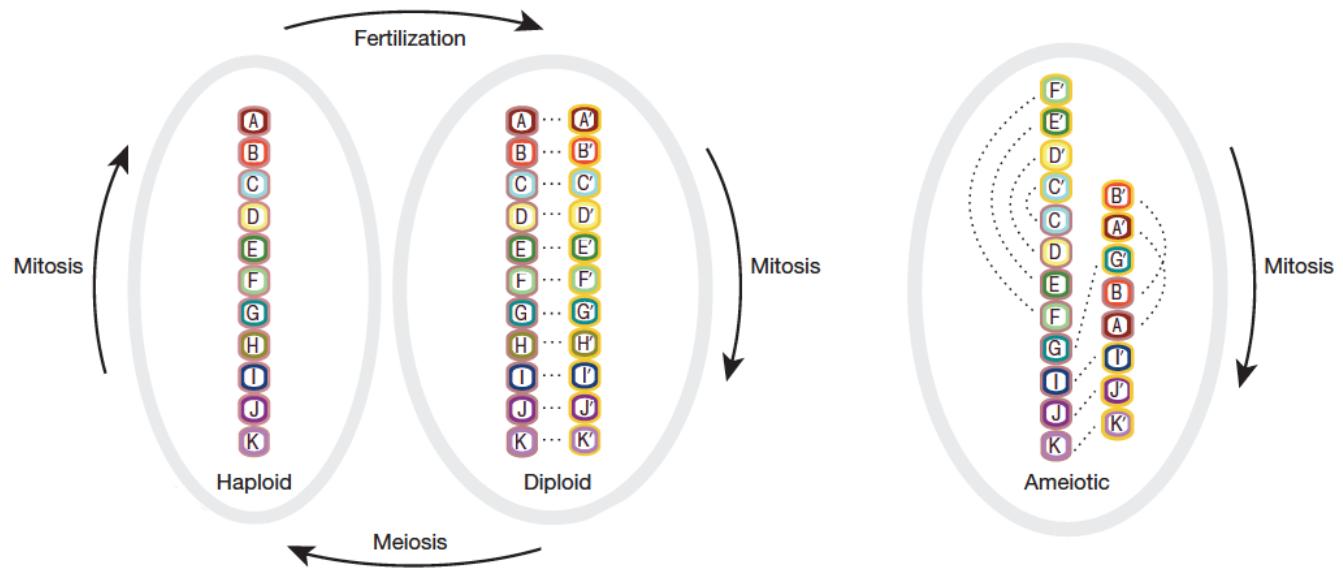 Fertilization
Mitosis
A
B
C
D
E
F
G
H
I
J
K
Haploid
A A′
B B′
C C′
D D′
E E′
F F′
G G′
H H′
I I′
J J′
K K′
Diploid
Mitosis
Meiosis
F′
E′
D′
C′
C
D
E
F
G
I
J
K
B′
A′
G′
B
A
I′
J′
K′
Ameiotic
Mitosis